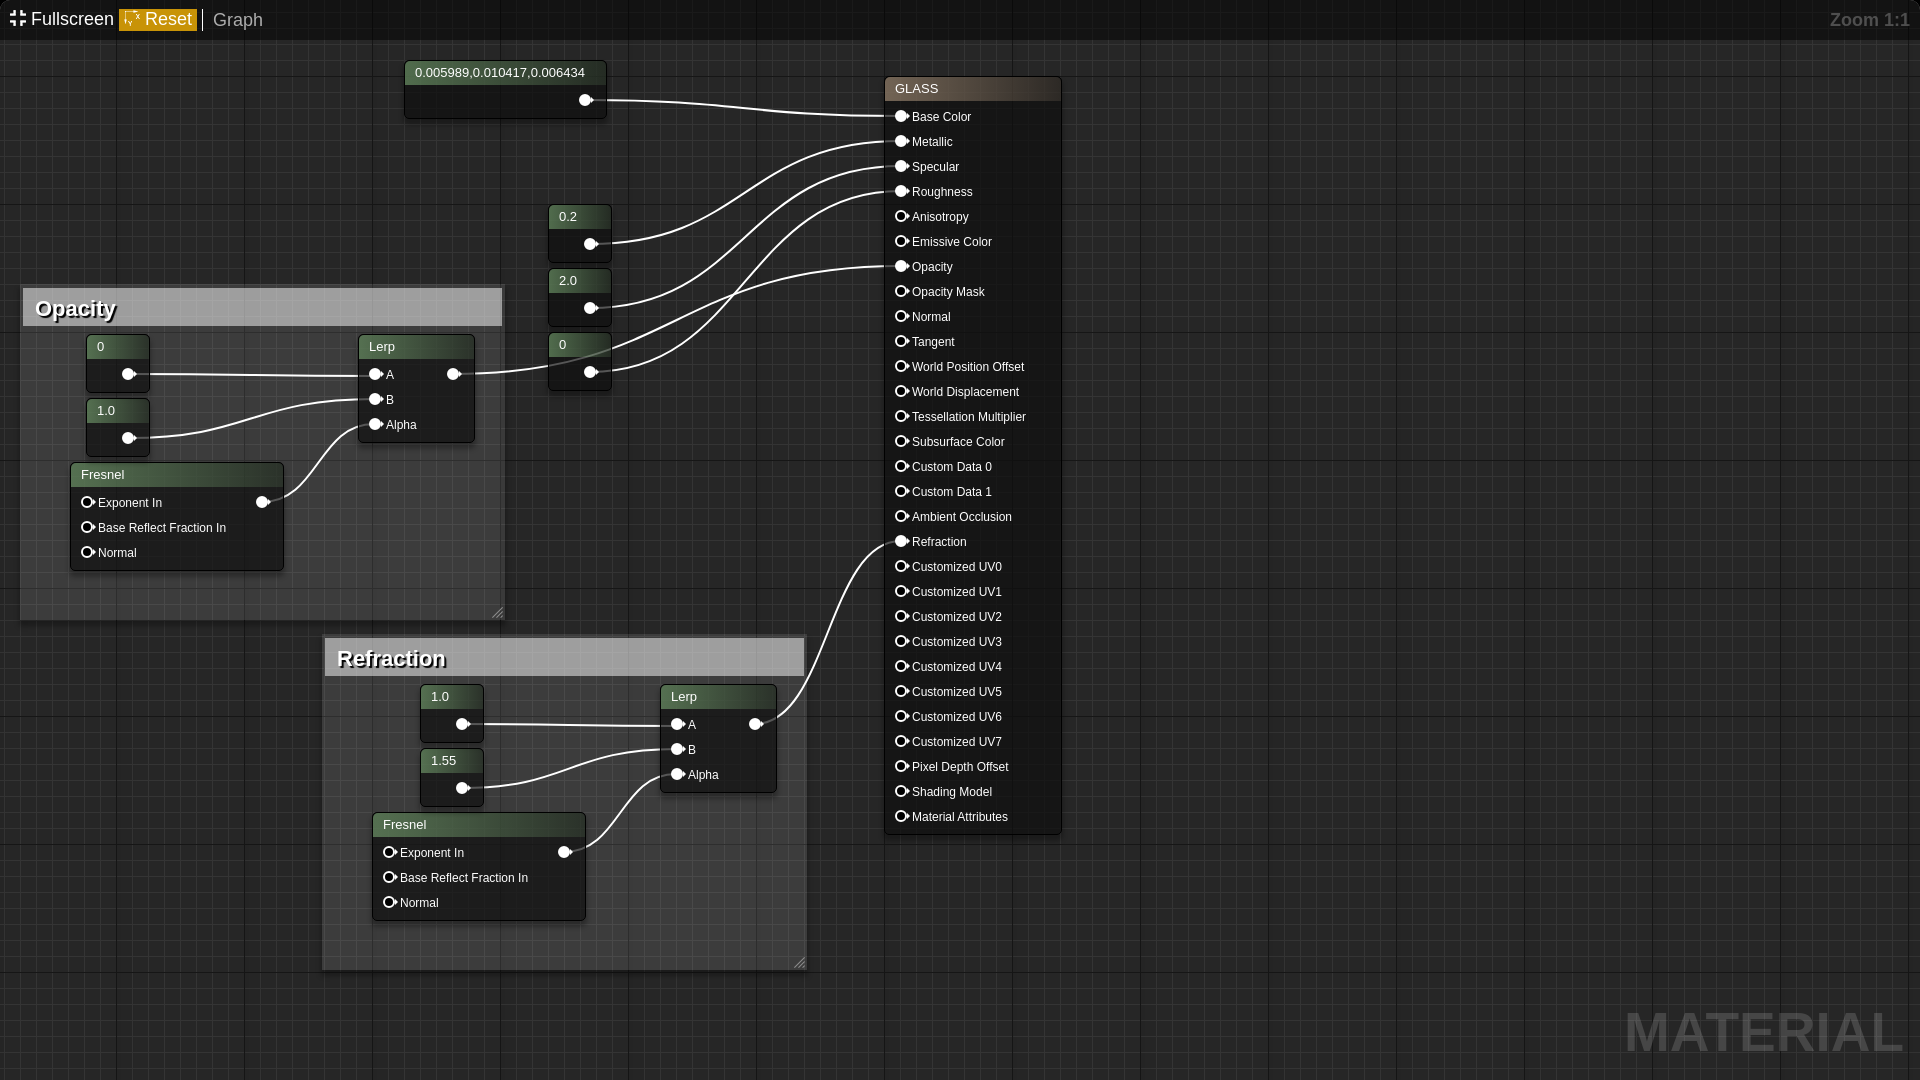 Fullscreen Reset Graph
Zoom 1:1
0.005989,0.010417,0.006434
0.2
2.0
0
Opacity
0
1.0
Lerp
A
B
Alpha
Fresnel
Exponent In
Base Reflect Fraction In
Normal
Refraction
1.0
1.55
Lerp
A
B
Alpha
Fresnel
Exponent In
Base Reflect Fraction In
Normal
GLASS
Base Color
Metallic
Specular
Roughness
Anisotropy
Emissive Color
Opacity
Opacity Mask
Normal
Tangent
World Position Offset
World Displacement
Tessellation Multiplier
Subsurface Color
Custom Data 0
Custom Data 1
Ambient Occlusion
Refraction
Customized UV0
Customized UV1
Customized UV2
Customized UV3
Customized UV4
Customized UV5
Customized UV6
Customized UV7
Pixel Depth Offset
Shading Model
Material Attributes
MATERIAL